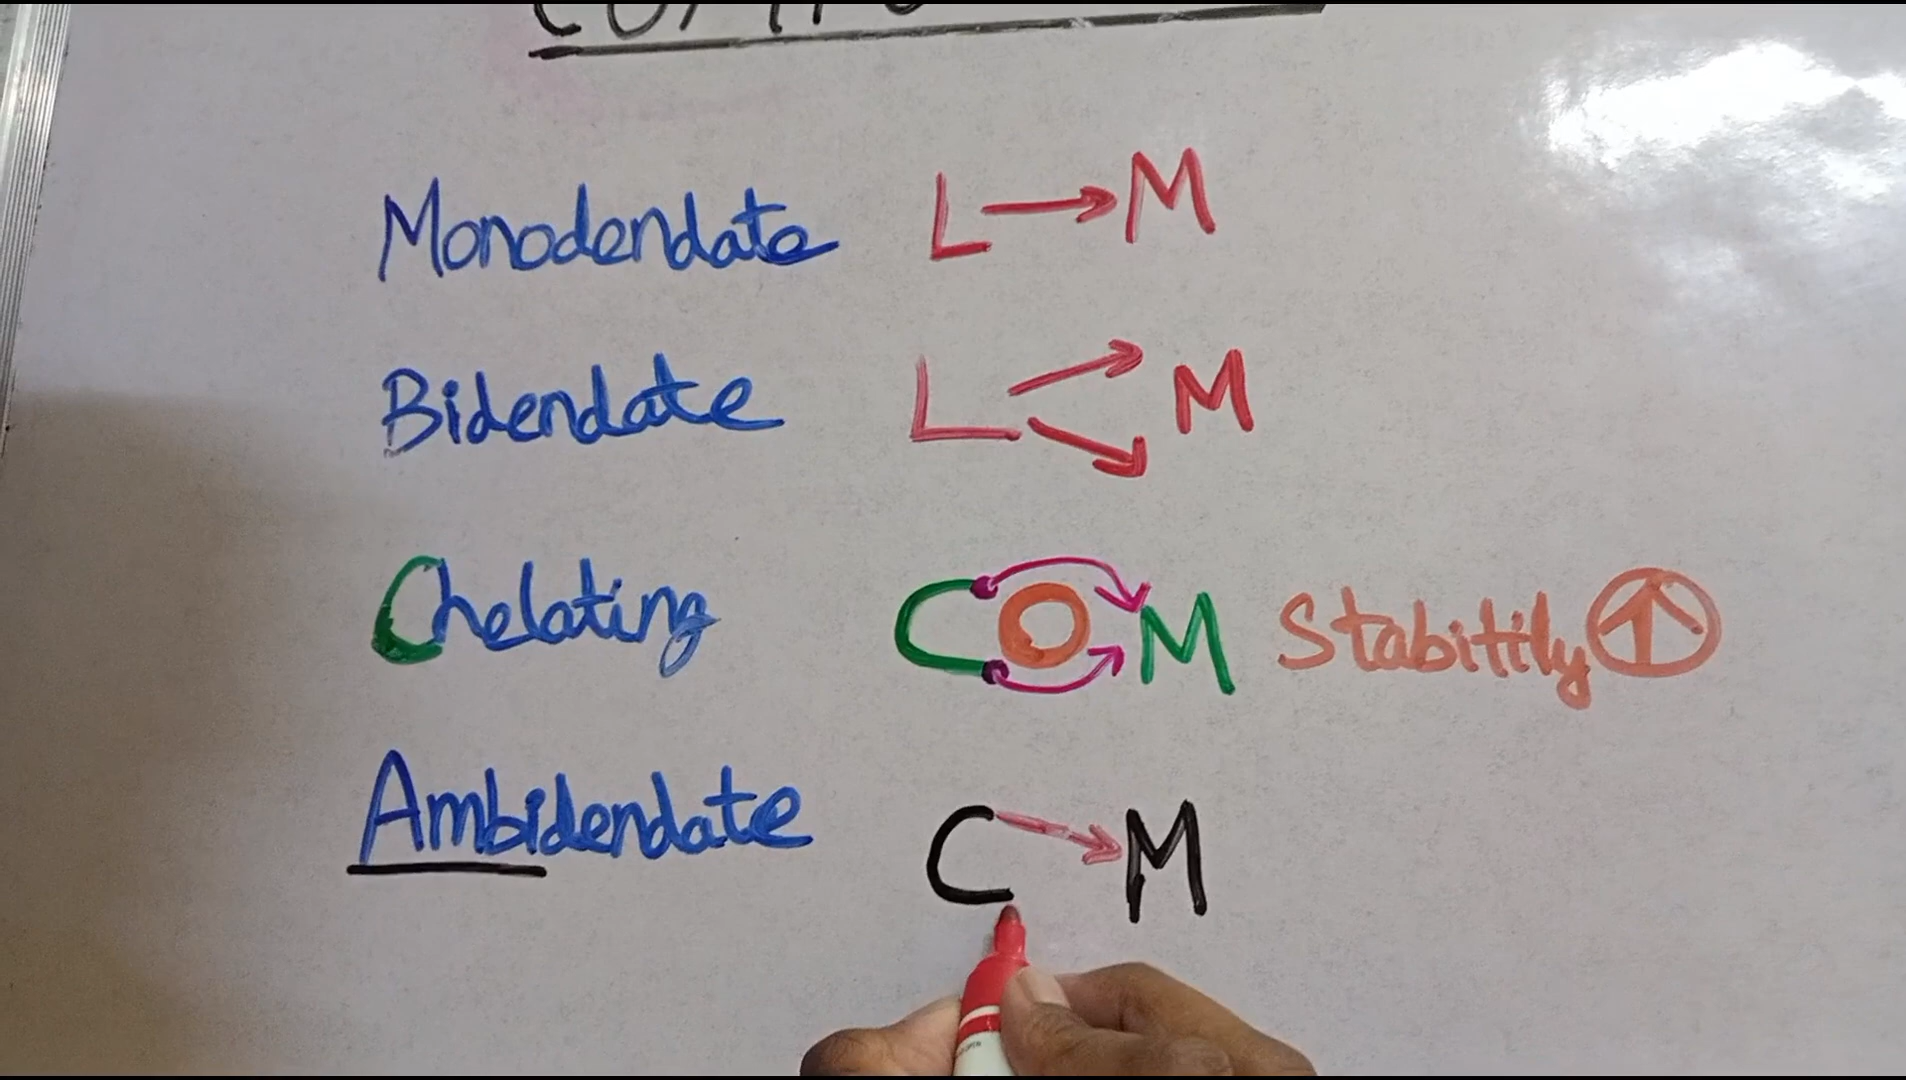 Monodendate L → M
Bidendate L M
Chelating C O M Stabitily ↑
Ambidendate C → M